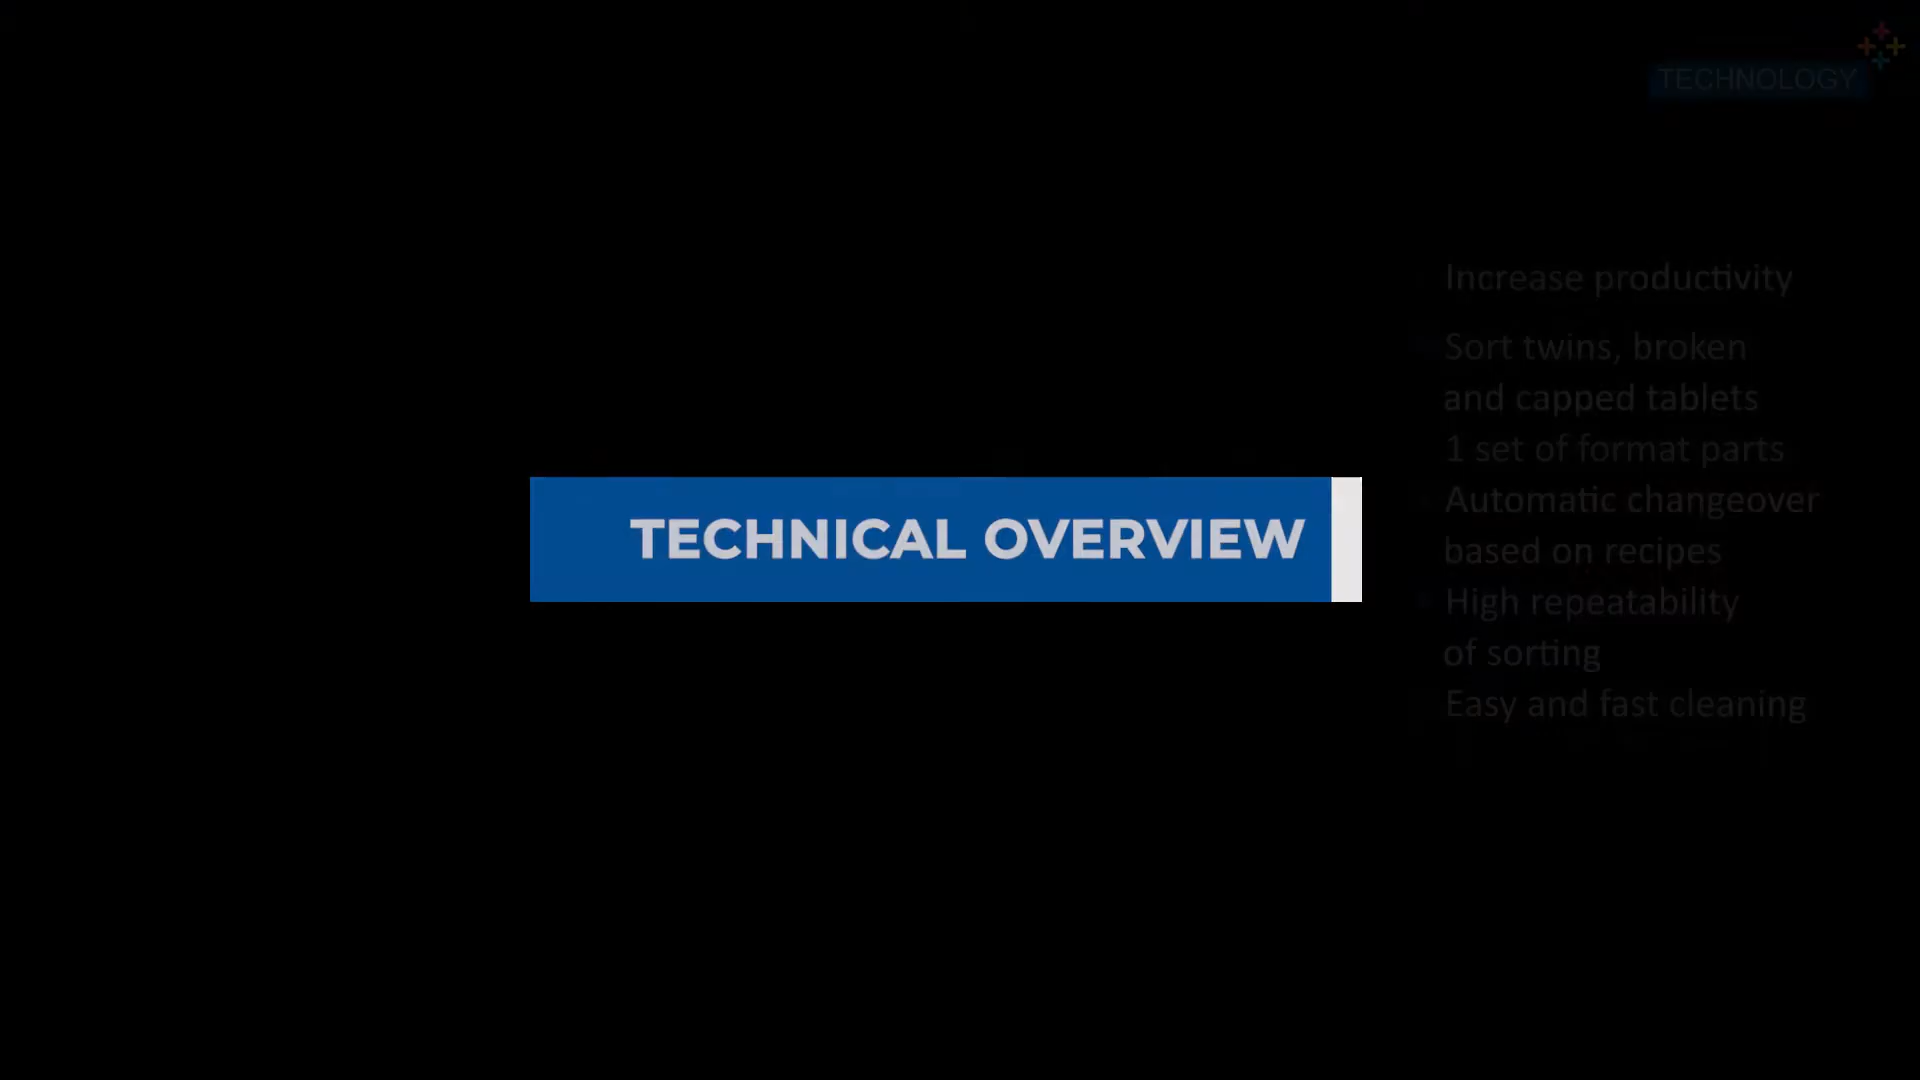 TECHNOLOGY
Increase productivity
Sort twins, broken
and capped tablets
1 set of format parts
Automatic changeover
based on recipes
High repeatability
of sorting
Easy and fast cleaning
TECHNICAL OVERVIEW